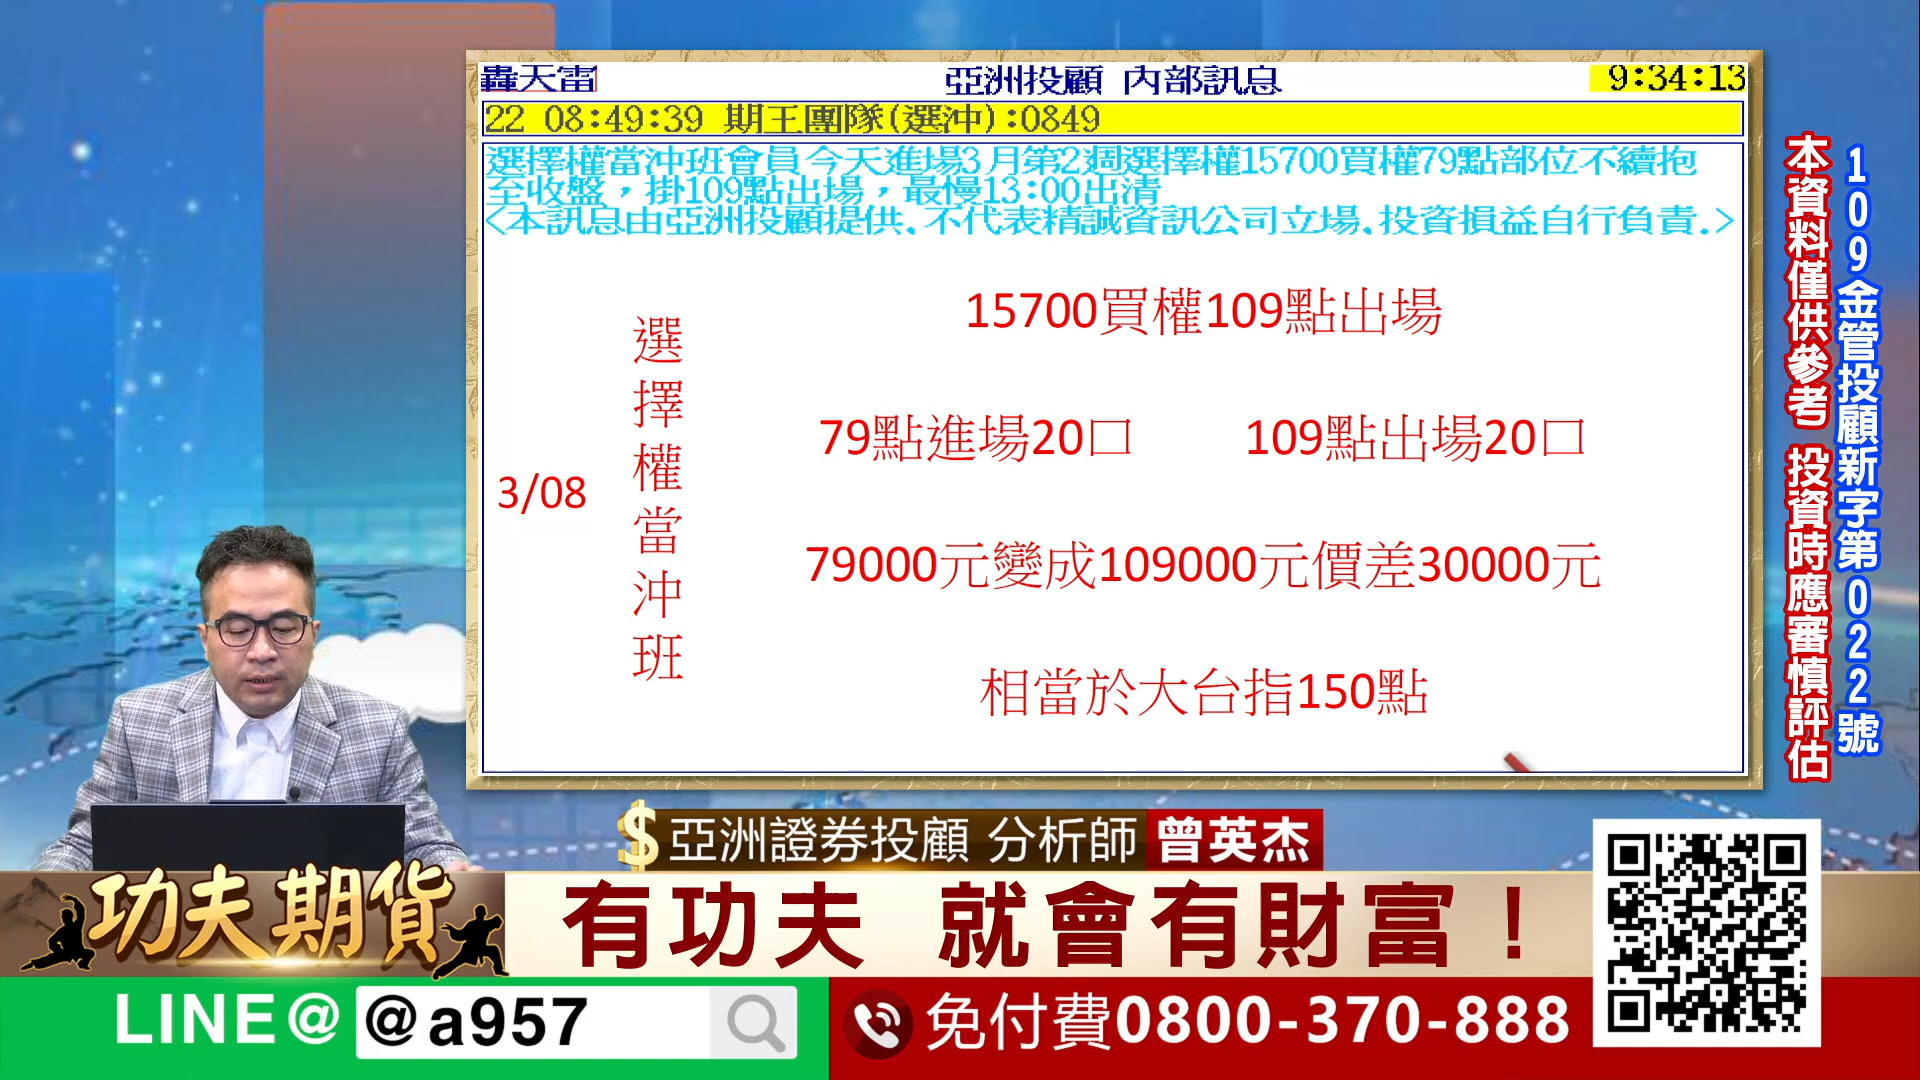 轟天雷
亞洲投顧 內部訊息
9:34:13
22 08:49:39 期王團隊(選沖):0849
選擇權當沖班會員今天進場3月第2週選擇權15700買權79點部位不續抱
至收盤，掛109點出場，最慢13:00出清
<本訊息由亞洲投顧提供.不代表精誠資訊公司立場.投資損益自行負責.>
3/08
選擇權當沖班
15700買權109點出場
79點進場20口
109點出場20口
79000元變成109000元價差30000元
相當於大台指150點
109金管投顧新字第022號
本資料僅供參考 投資時應審慎評估
亞洲證券投顧 分析師 曾英杰
功夫期貨
有功夫 就會有財富！
LINE@ @a957
免付費0800-370-888